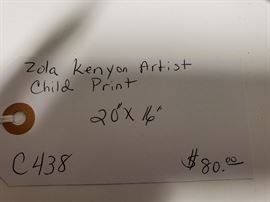 Zola Kenyon Artist
Child Print
20" X 16"
C438 $80.00